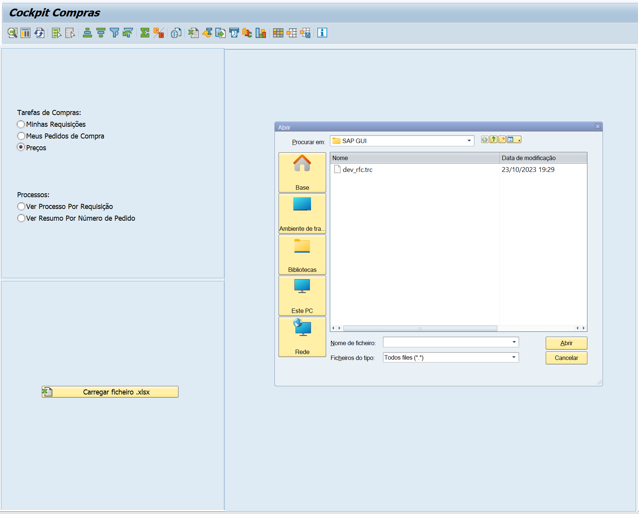 Cockpit Compras
Tarefas de Compras:
Minhas Requisições
Meus Pedidos de Compra
Preços
Processos:
Ver Processo Por Requisição
Ver Resumo Por Número de Pedido
Carregar ficheiro .xlsx
Abrir
Procurar em:
SAP GUI
Nome
Data de modificação
dev_rfc.trc
23/10/2023 19:29
Base
Ambiente de tra...
Bibliotecas
Este PC
Rede
Nome de ficheiro:
Abrir
Ficheiros do tipo:
Todos files (*.*)
Cancelar